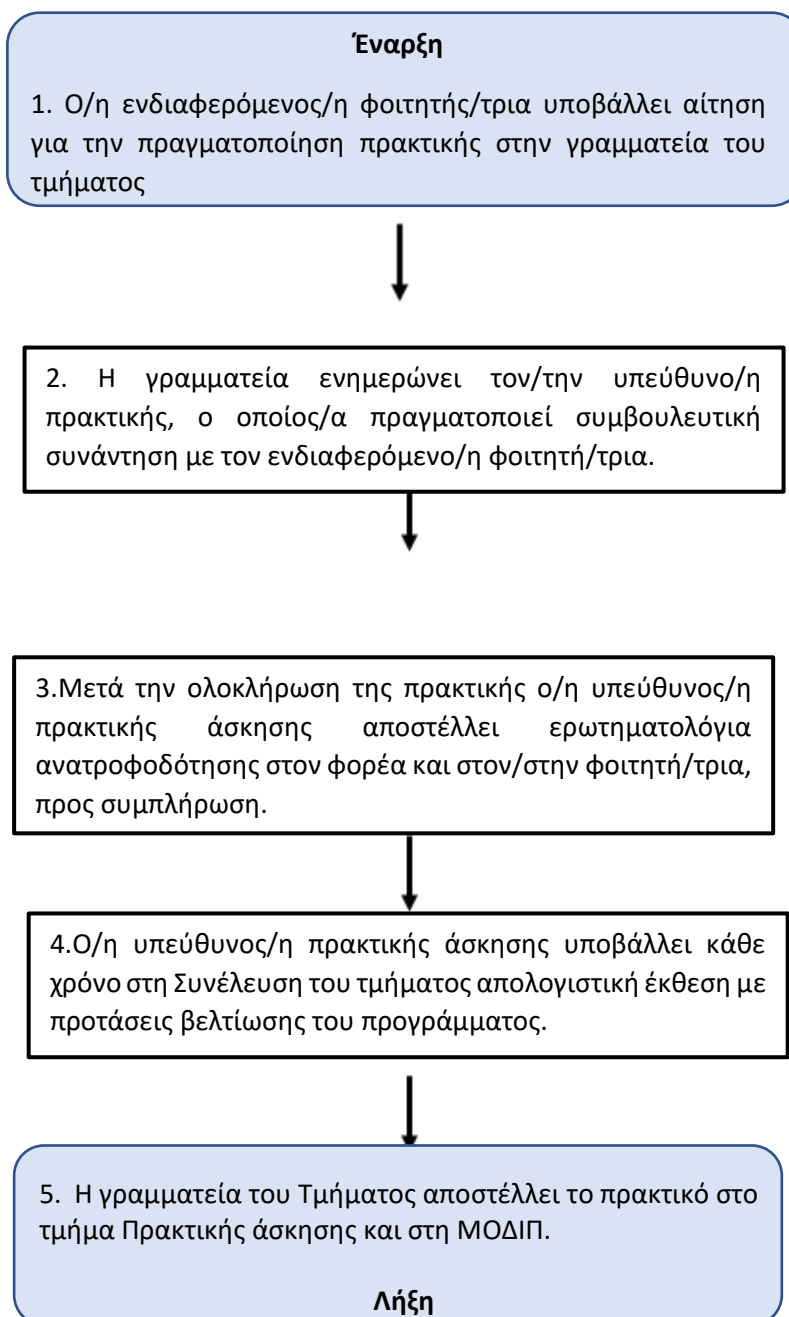 Έναρξη
1. Ο/η ενδιαφερόμενος/η φοιτητής/τρια υποβάλλει αίτηση
για την πραγματοποίηση πρακτικής στην γραμματεία του
τμήματος
2. Η γραμματεία ενημερώνει τον/την υπεύθυνο/η
πρακτικής, ο οποίος/α πραγματοποιεί συμβουλευτική
συνάντηση με τον ενδιαφερόμενο/η φοιτητή/τρια.
3.Μετά την ολοκλήρωση της πρακτικής ο/η υπεύθυνος/η
πρακτικής άσκησης αποστέλλει ερωτηματολόγια
ανατροφοδότησης στον φορέα και στον/στην φοιτητή/τρια,
προς συμπλήρωση.
4.Ο/η υπεύθυνος/η πρακτικής άσκησης υποβάλλει κάθε
χρόνο στη Συνέλευση του τμήματος απολογιστική έκθεση με
προτάσεις βελτίωσης του προγράμματος.
5. Η γραμματεία του Τμήματος αποστέλλει το πρακτικό στο
τμήμα Πρακτικής άσκησης και στη ΜΟΔΙΠ.
Λήξη